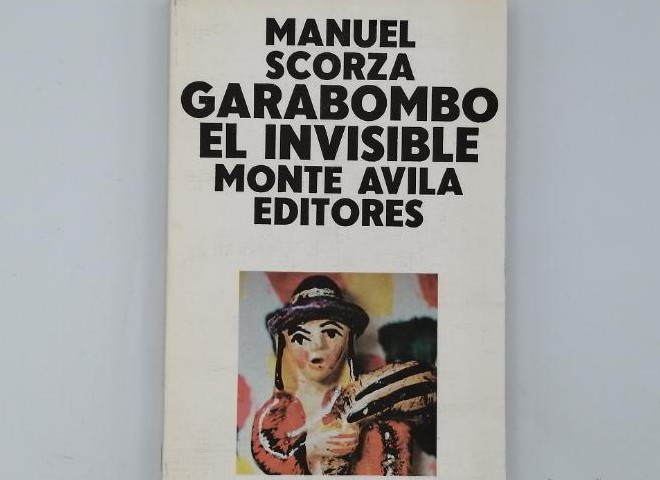 MANUEL
SCORZA
GARABOMBO
EL INVISIBLE
MONTE AVILA
EDITORES